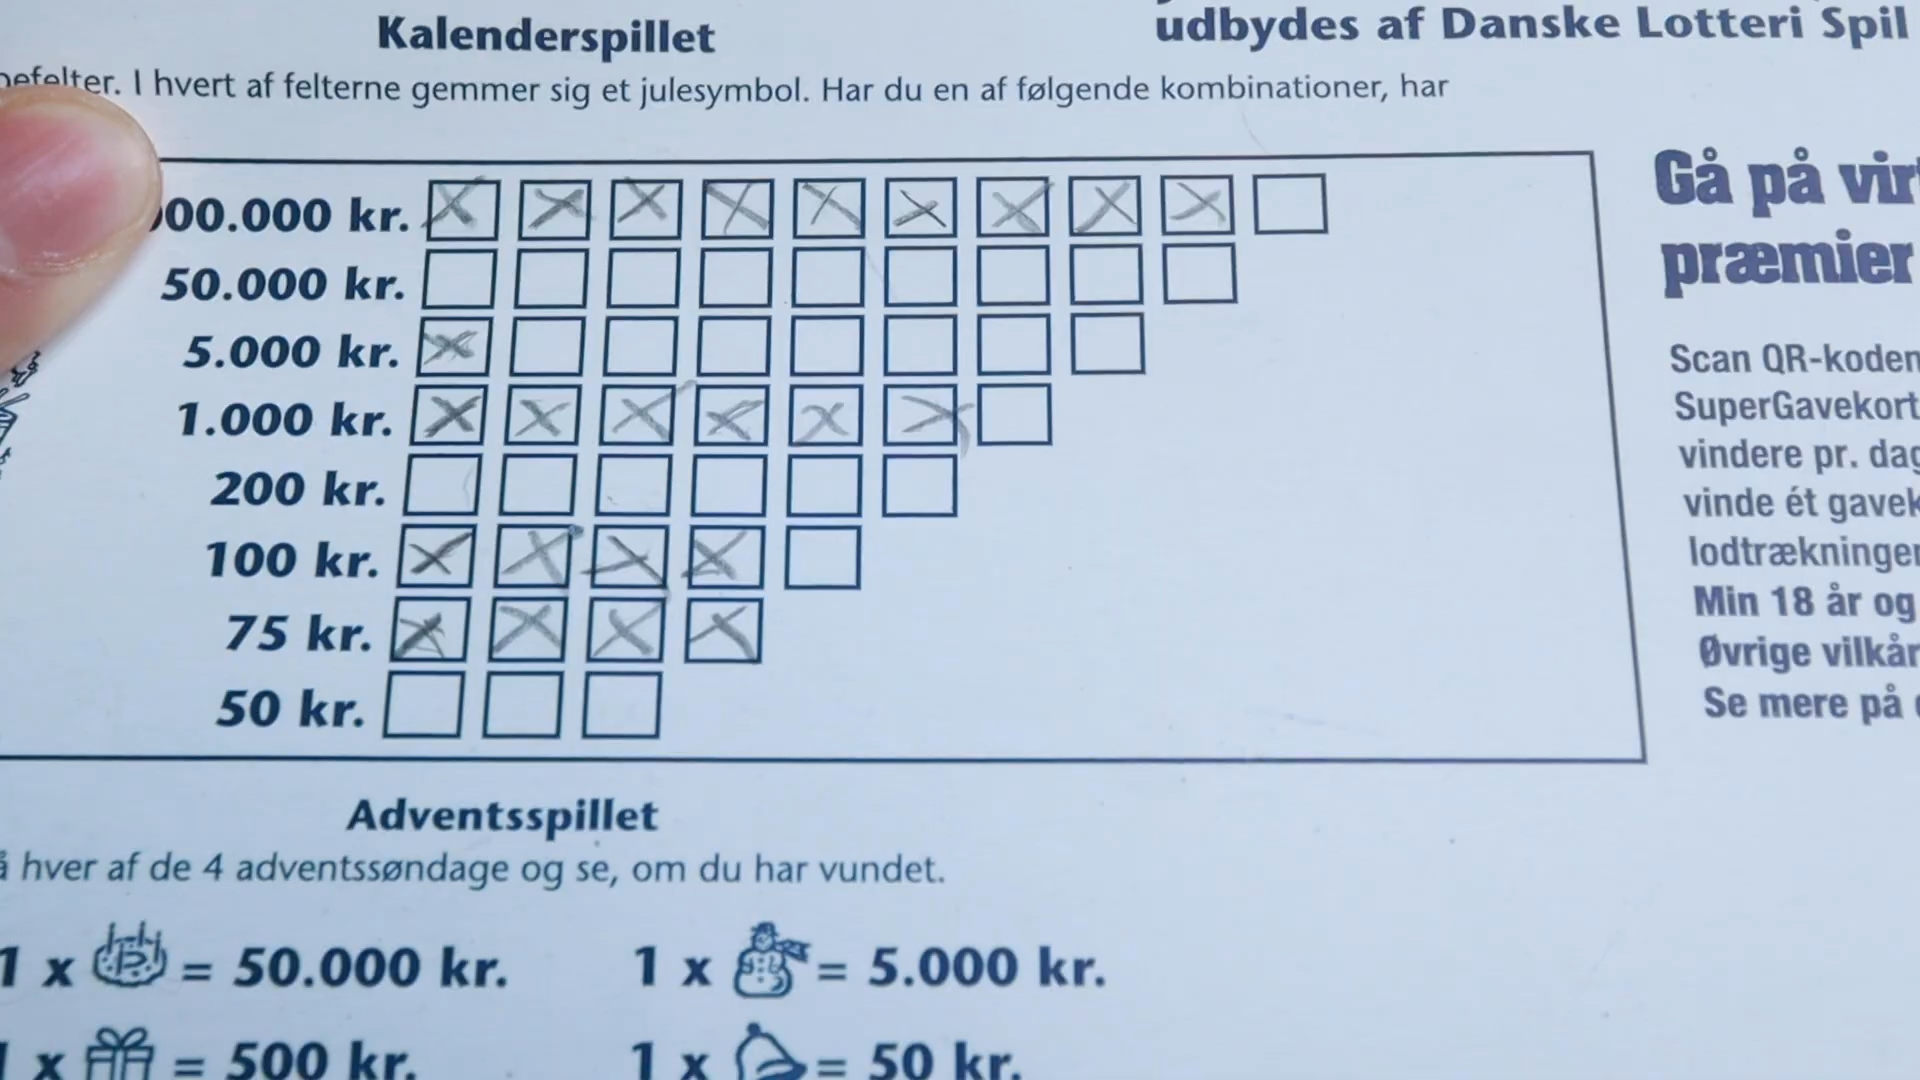 Kalenderspillet
udbydes af Danske Lotteri Spil
I hvert af felterne gemmer sig et julesymbol. Har du en af følgende kombinationer, har
00.000 kr.
50.000 kr.
5.000 kr.
1.000 kr.
200 kr.
100 kr.
75 kr.
50 kr.
Gå på
præmier
Scan QR-koden
SuperGavekort
vindere pr. dag
vinde ét
Min 18 år og
Øvrige vilkår
Se mere på
Adventsspillet
hver af de 4 adventssøndage og se, om du har vundet.
1 x = 50.000 kr.
1 x = 5.000 kr.
1 x = 500 kr.
1 x = 50 kr.